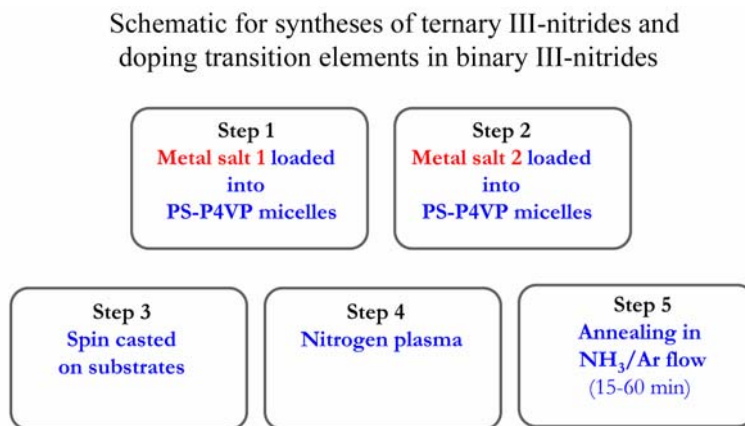 Schematic for syntheses of ternary III-nitrides and
doping transition elements in binary III-nitrides
Step 1
Metal salt 1 loaded
into
PS-P4VP micelles
Step 2
Metal salt 2 loaded
into
PS-P4VP micelles
Step 3
Spin casted
on substrates
Step 4
Nitrogen plasma
Step 5
Annealing in
NH₃/Ar flow
(15-60 min)